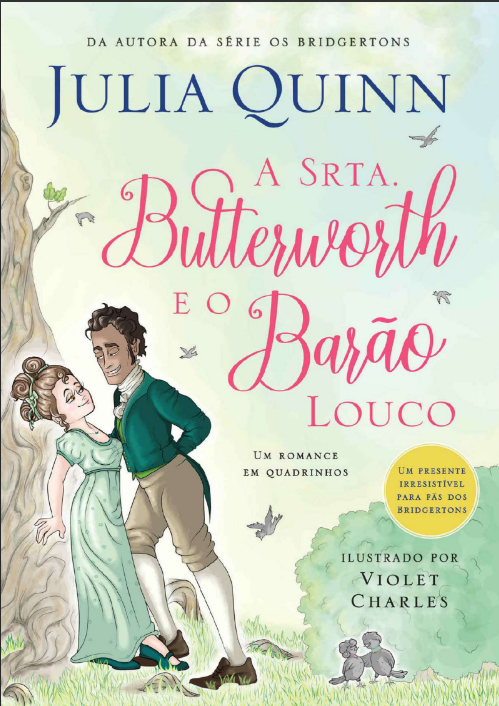 DA AUTORA DA SÉRIE OS BRIDGERTONS
JULIA QUINN
A SRTA.
Butterworth
E O
Barão
LOUCO
UM ROMANCE
EM QUADRINHOS
UM PRESENTE
IRRESISTÍVEL
PARA FÃS DOS
BRIDGERTONS
ILUSTRADO POR
VIOLET
CHARLES